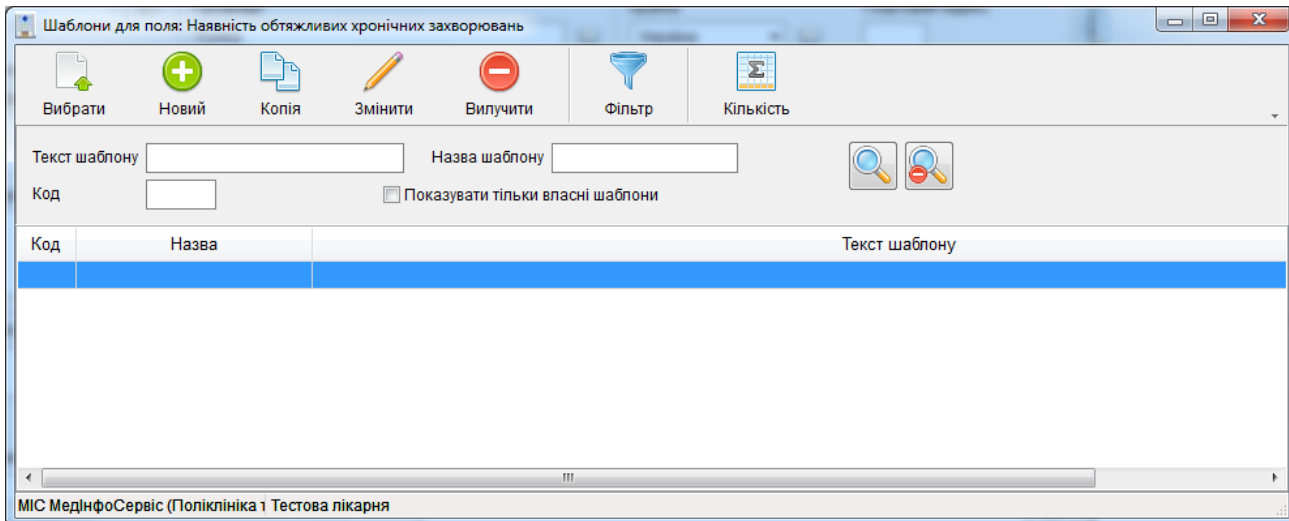 Шаблони для поля: Наявність обтяжливих хронічних захворювань
Вибрати Новий Копія Змінити Вилучити Фільтр Кількість
Текст шаблону Назва шаблону
Код Показувати тільки власні шаблони
Код Назва Текст шаблону
МІС МедІнфоСервіс (Поліклініка т Тестова лікарня